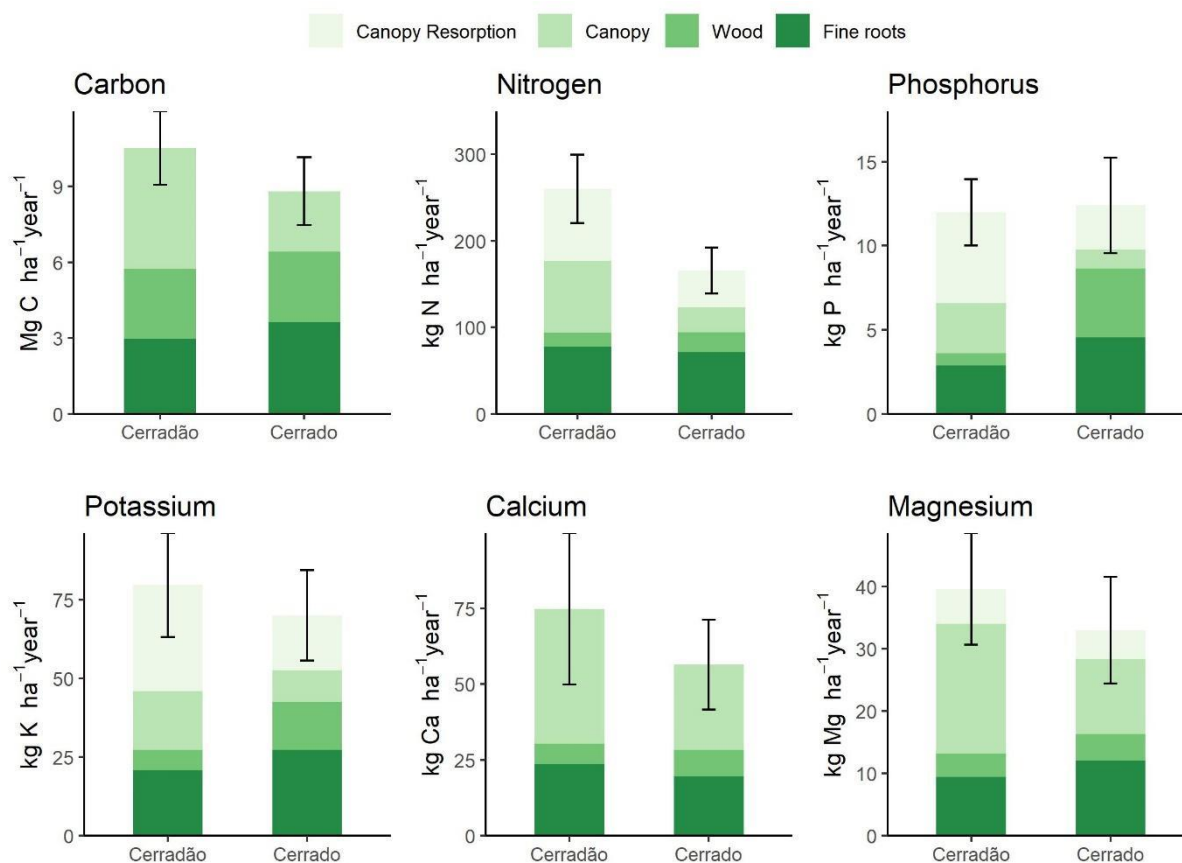 Canopy Resorption Canopy Wood Fine roots
Carbon
Mg C ha⁻¹year⁻¹
9
6
3
0
Cerradão Cerrado
Nitrogen
kg N ha⁻¹year⁻¹
300
200
100
0
Cerradão Cerrado
Phosphorus
kg P ha⁻¹year⁻¹
15
10
5
0
Cerradão Cerrado
Potassium
kg K ha⁻¹year⁻¹
75
50
25
0
Cerradão Cerrado
Calcium
kg Ca ha⁻¹year⁻¹
75
50
25
0
Cerradão Cerrado
Magnesium
kg Mg ha⁻¹year⁻¹
40
30
20
10
0
Cerradão Cerrado